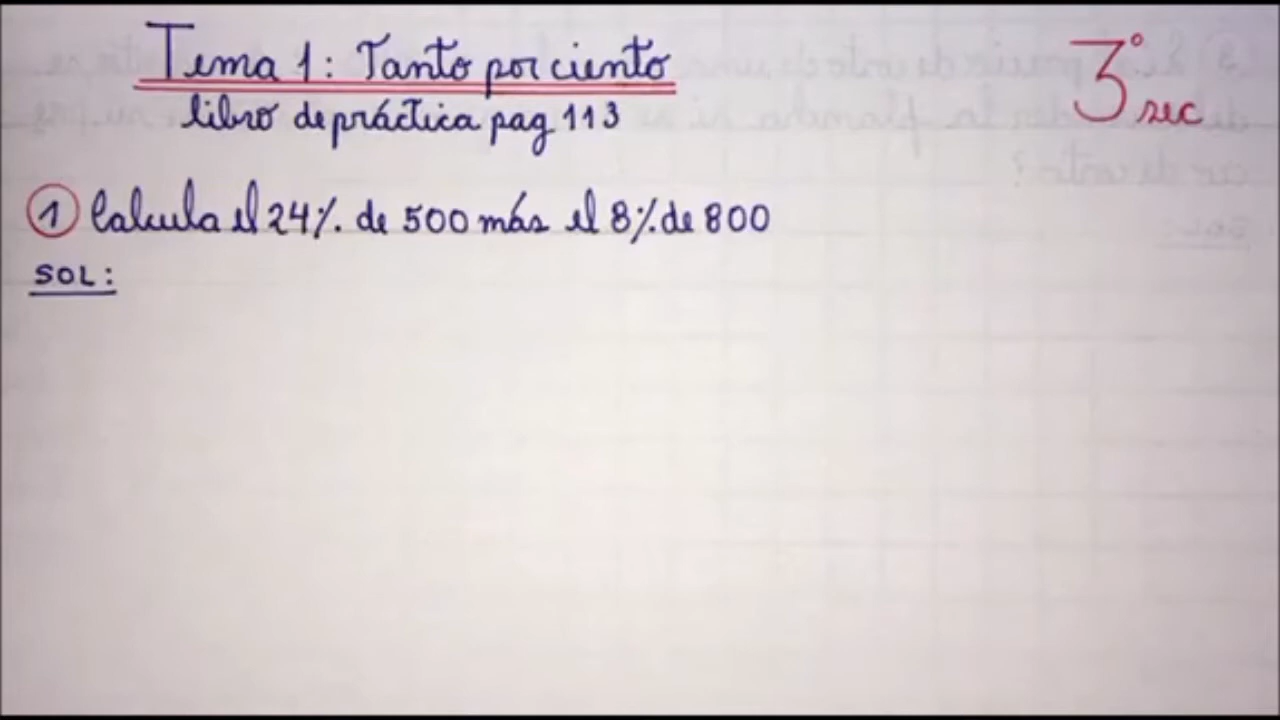 Tema 1: Tanto por ciento
3° sec
libro de práctica pag 113
1 Calcula el 24% de 500 más el 8% de 800
SOL: